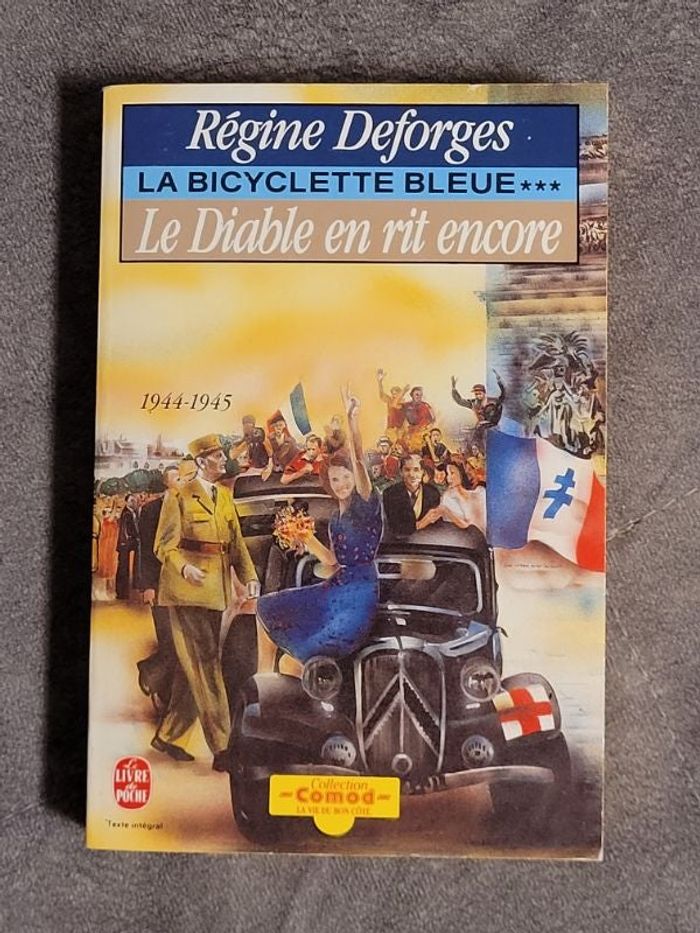 Régine Deforges
LA BICYCLETTE BLEUE***
Le Diable en rit encore
1944-1945
Le
LIVRE
de
POCHE
*Texte intégral
Collection
Comod
LA VIE DU BON CÔTÉ